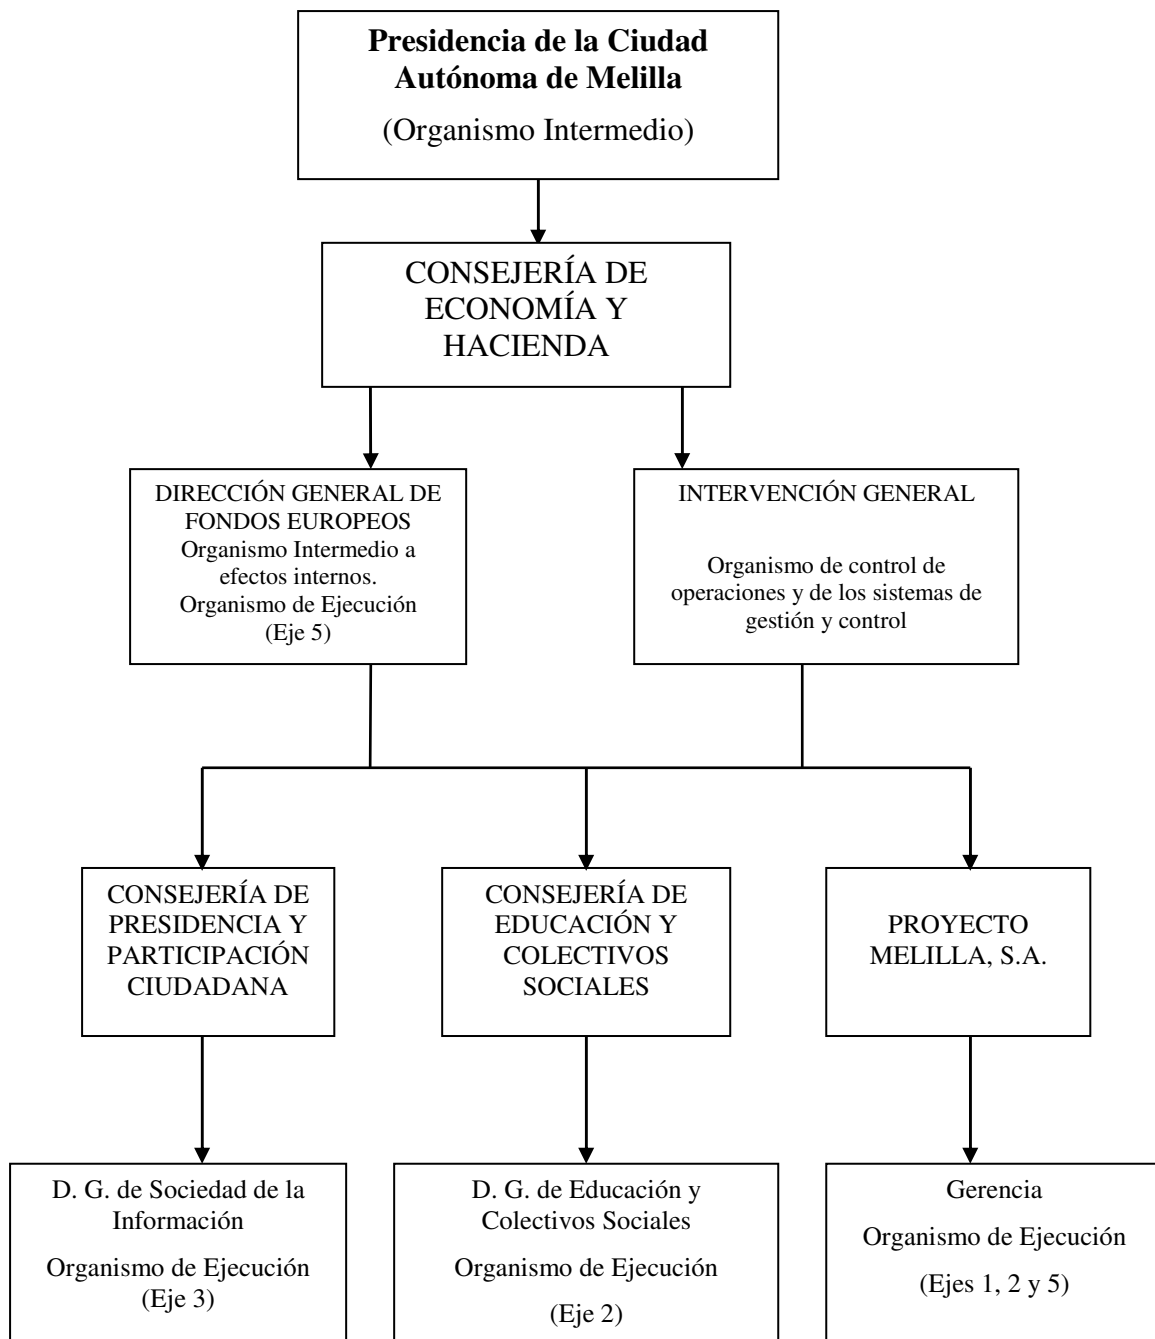 Presidencia de la Ciudad
Autónoma de Melilla
(Organismo Intermedio)
CONSEJERÍA DE
ECONOMÍA Y
HACIENDA
DIRECCIÓN GENERAL DE
FONDOS EUROPEOS
Organismo Intermedio a
efectos internos.
Organismo de Ejecución
(Eje 5)
INTERVENCIÓN GENERAL
Organismo de control de
operaciones y de los sistemas de
gestión y control
CONSEJERÍA DE
PRESIDENCIA Y
PARTICIPACIÓN
CIUDADANA
CONSEJERÍA DE
EDUCACIÓN Y
COLECTIVOS
SOCIALES
PROYECTO
MELILLA, S.A.
D. G. de Sociedad de la
Información
Organismo de Ejecución
(Eje 3)
D. G. de Educación y
Colectivos Sociales
Organismo de Ejecución
(Eje 2)
Gerencia
Organismo de Ejecución
(Ejes 1, 2 y 5)